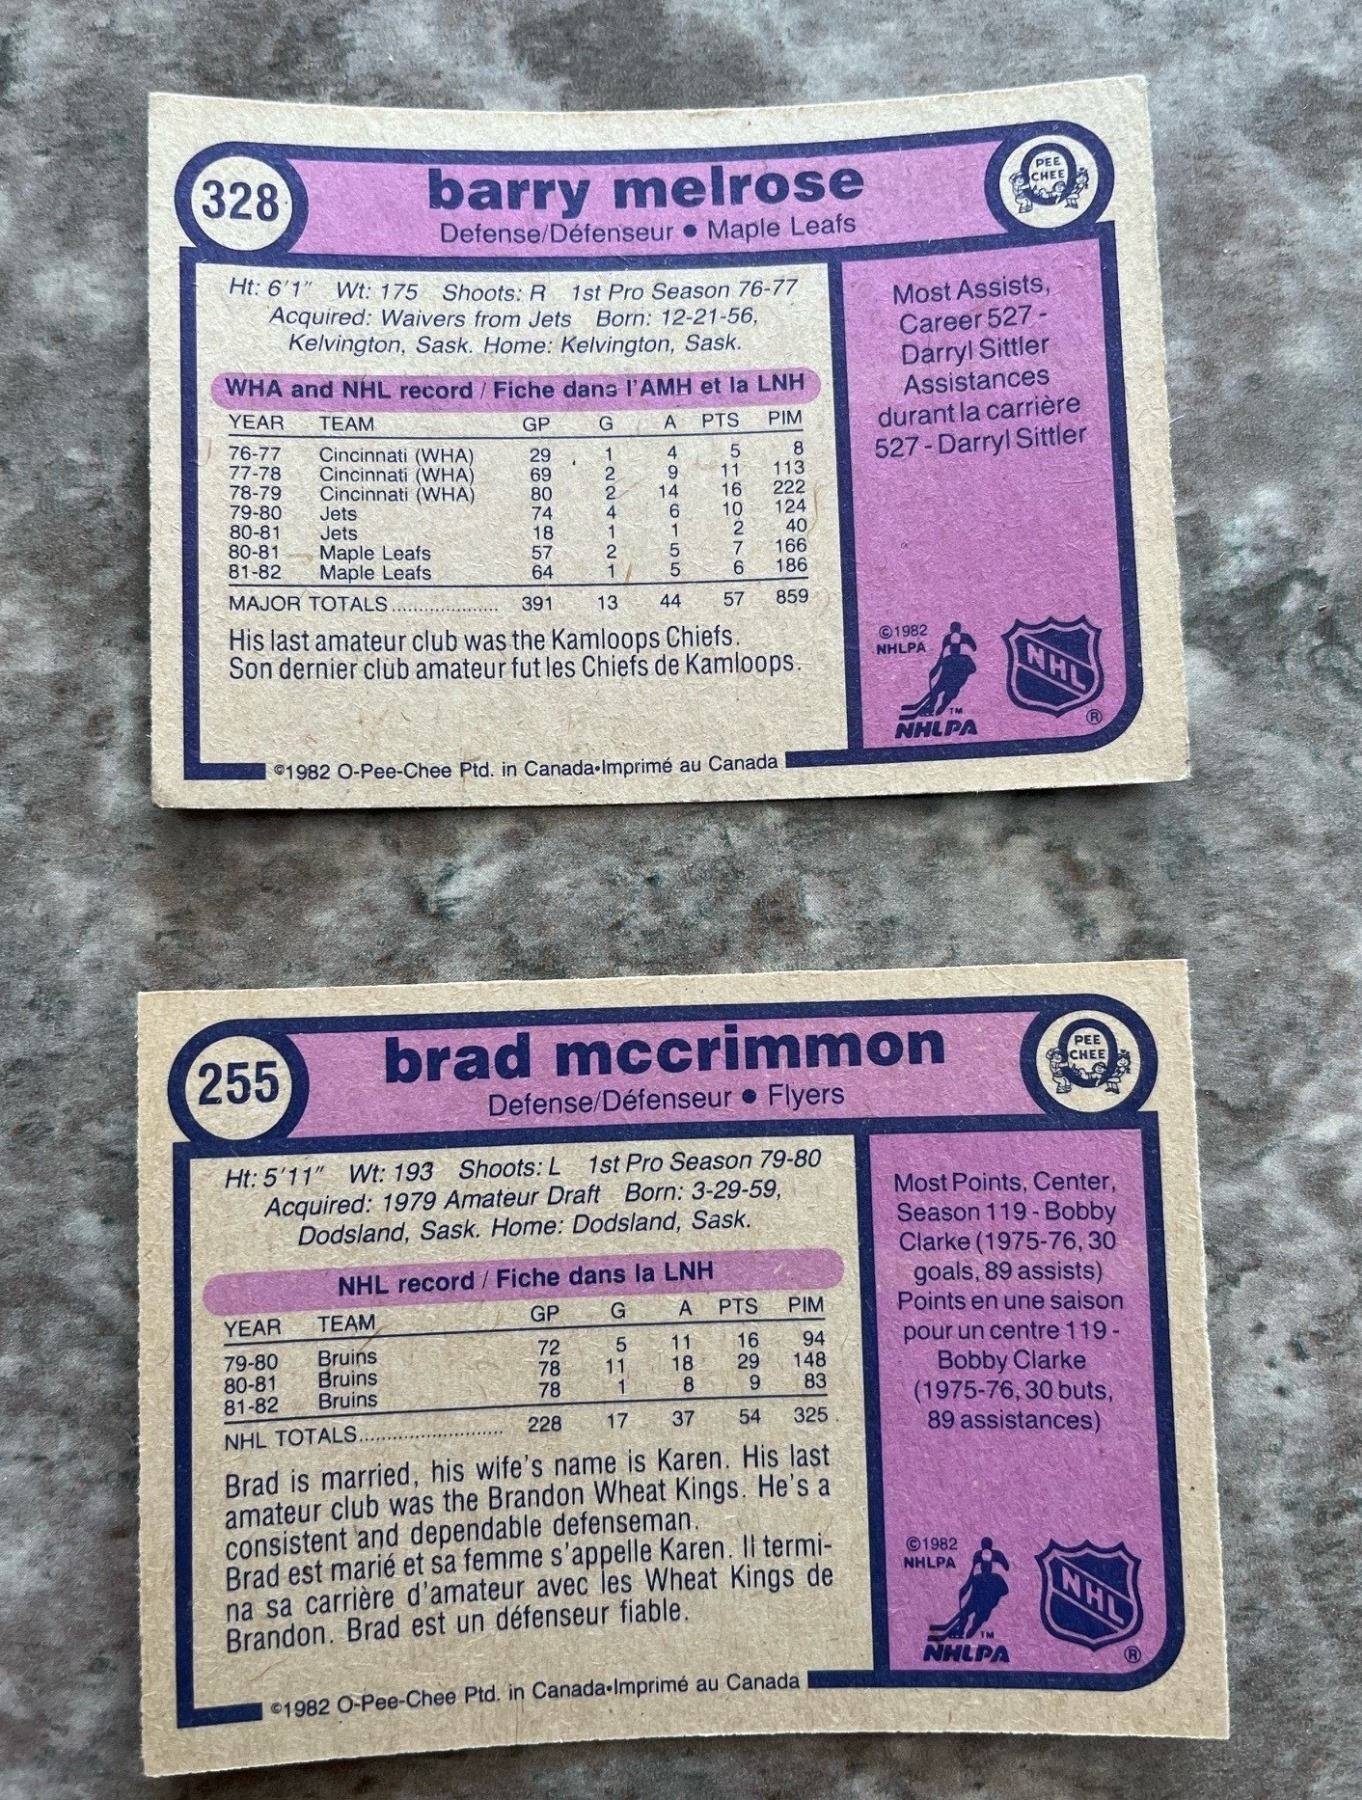 328
barry melrose
Defense/Défenseur • Maple Leafs
PEE
CHEE
Ht: 6'1" Wt: 175 Shoots: R 1st Pro Season 76-77
Acquired: Waivers from Jets Born: 12-21-56,
Kelvington, Sask. Home: Kelvington, Sask.
WHA and NHL record / Fiche dans l'AMH et la LNH
YEAR TEAM GP G A PTS PIM
76-77 Cincinnati (WHA) 29 1 4 5 8
77-78 Cincinnati (WHA) 69 2 9 11 113
78-79 Cincinnati (WHA) 80 2 14 16 222
79-80 Jets 74 4 6 10 124
80-81 Jets 18 1 1 2 40
80-81 Maple Leafs 57 2 5 7 166
81-82 Maple Leafs 64 1 5 6 186
MAJOR TOTALS.................... 391 13 44 57 859
His last amateur club was the Kamloops Chiefs.
Son dernier club amateur fut les Chiefs de Kamloops.
©1982 O-Pee-Chee Ptd. in Canada•Imprimé au Canada
Most Assists,
Career 527 -
Darryl Sittler
Assistances
durant la carrière
527 - Darryl Sittler
©1982
NHLPA
TM
NHLPA
NHL
®
255
brad mccrimmon
Defense/Défenseur • Flyers
PEE
CHEE
Ht: 5'11" Wt: 193 Shoots: L 1st Pro Season 79-80
Acquired: 1979 Amateur Draft Born: 3-29-59,
Dodsland, Sask. Home: Dodsland, Sask.
NHL record / Fiche dans la LNH
YEAR TEAM GP G A PTS PIM
79-80 Bruins 72 5 11 16 94
80-81 Bruins 78 11 18 29 148
81-82 Bruins 78 1 8 9 83
NHL TOTALS.......................... 228 17 37 54 325
Brad is married, his wife's name is Karen. His last
amateur club was the Brandon Wheat Kings. He's a
consistent and dependable defenseman.
Brad est marié et sa femme s'appelle Karen. Il termi-
na sa carrière d'amateur avec les Wheat Kings de
Brandon. Brad est un défenseur fiable.
©1982 O-Pee-Chee Ptd. in Canada•Imprimé au Canada
Most Points, Center,
Season 119 - Bobby
Clarke (1975-76, 30
goals, 89 assists)
Points en une saison
pour un centre 119 -
Bobby Clarke
(1975-76, 30 buts,
89 assistances)
©1982
NHLPA
TM
NHLPA
NHL
®